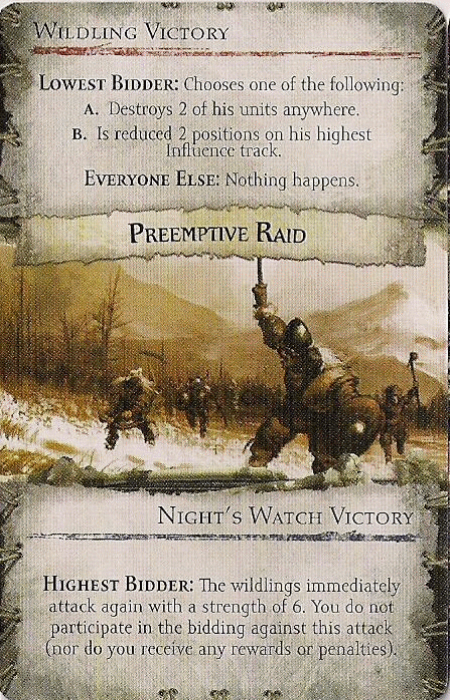 Wildling Victory
Lowest Bidder: Chooses one of the following:
A. Destroys 2 of his units anywhere.
B. Is reduced 2 positions on his highest
Influence track.
Everyone Else: Nothing happens.
Preemptive Raid
Night's Watch Victory
Highest Bidder: The wildlings immediately
attack again with a strength of 6. You do not
participate in the bidding against this attack
(nor do you receive any rewards or penalties).